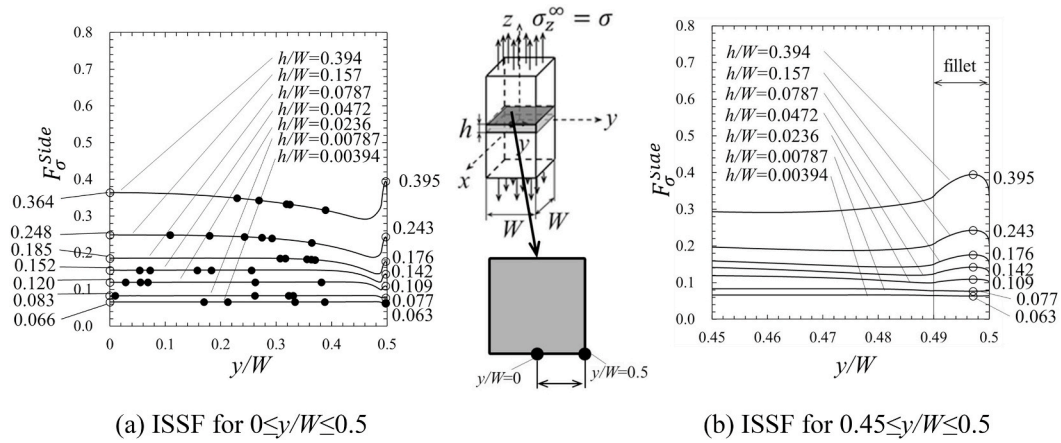 0.8
0.7
0.6
0.5
0.4
0.3
0.2
0.1
0.0
F_σ^Side
h/W=0.394
h/W=0.157
h/W=0.0787
h/W=0.0472
h/W=0.0236
h/W=0.00787
h/W=0.00394
0.364
0.248
0.185
0.152
0.120
0.083
0.066
0.395
0.243
0.176
0.142
0.109
0.077
0.063
0 0.1 0.2 0.3 0.4 0.5
y/W
(a) ISSF for 0≤y/W≤0.5
z σ_z^∞ = σ
h
y
y
x
W W
y/W=0 y/W=0.5
0.8
0.7
0.6
0.5
0.4
0.3
0.2
0.1
0.0
F_σ^Side
h/W=0.394
h/W=0.157
h/W=0.0787
h/W=0.0472
h/W=0.0236
h/W=0.00787
h/W=0.00394
fillet
0.395
0.243
0.176
0.142
0.109
0.077
0.063
0.45 0.46 0.47 0.48 0.49 0.5
y/W
(b) ISSF for 0.45≤y/W≤0.5